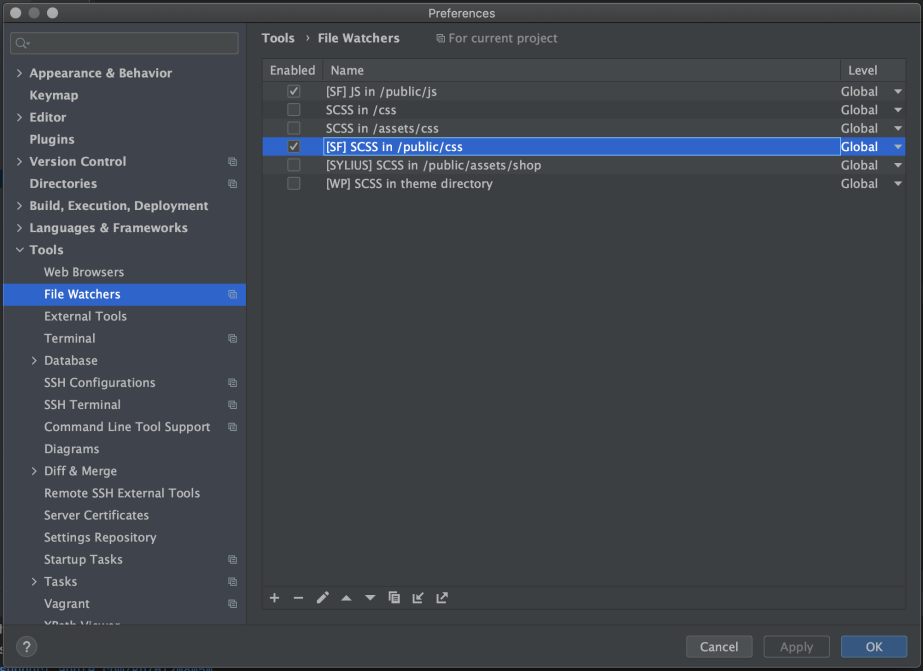 Preferences
Tools › File Watchers For current project
Appearance & Behavior
Keymap
Editor
Plugins
Version Control
Directories
Build, Execution, Deployment
Languages & Frameworks
Tools
Web Browsers
File Watchers
External Tools
Terminal
Database
SSH Configurations
SSH Terminal
Command Line Tool Support
Diagrams
Diff & Merge
Remote SSH External Tools
Server Certificates
Settings Repository
Startup Tasks
Tasks
Vagrant
XPath Viewer
Enabled Name Level
[SF] JS in /public/js Global
SCSS in /css Global
SCSS in /assets/css Global
[SF] SCSS in /public/css Global
[SYLIUS] SCSS in /public/assets/shop Global
[WP] SCSS in theme directory Global
?
Cancel Apply OK